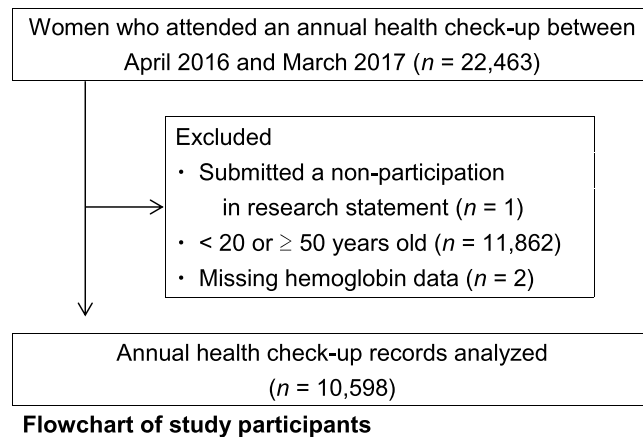 Women who attended an annual health check-up between
April 2016 and March 2017 (n = 22,463)
Excluded
・ Submitted a non-participation
in research statement (n = 1)
・ < 20 or ≥ 50 years old (n = 11,862)
・ Missing hemoglobin data (n = 2)
Annual health check-up records analyzed
(n = 10,598)
Flowchart of study participants